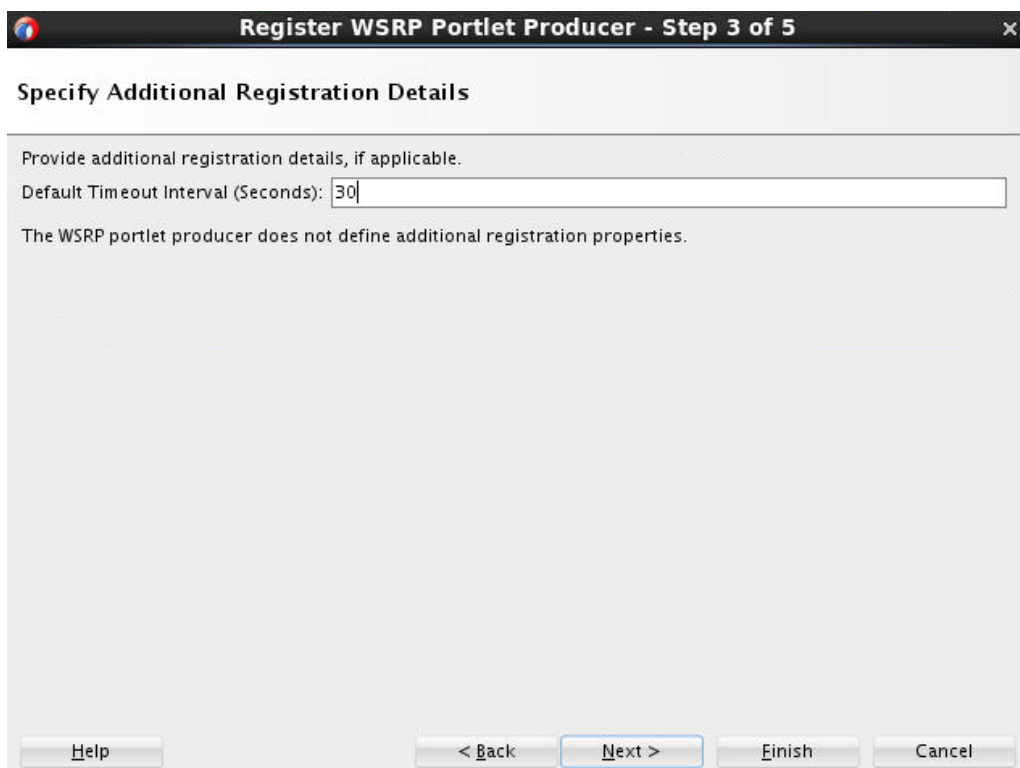 Register WSRP Portlet Producer - Step 3 of 5
Specify Additional Registration Details
Provide additional registration details, if applicable.
Default Timeout Interval (Seconds): 30
The WSRP portlet producer does not define additional registration properties.
Help < Back Next > Finish Cancel